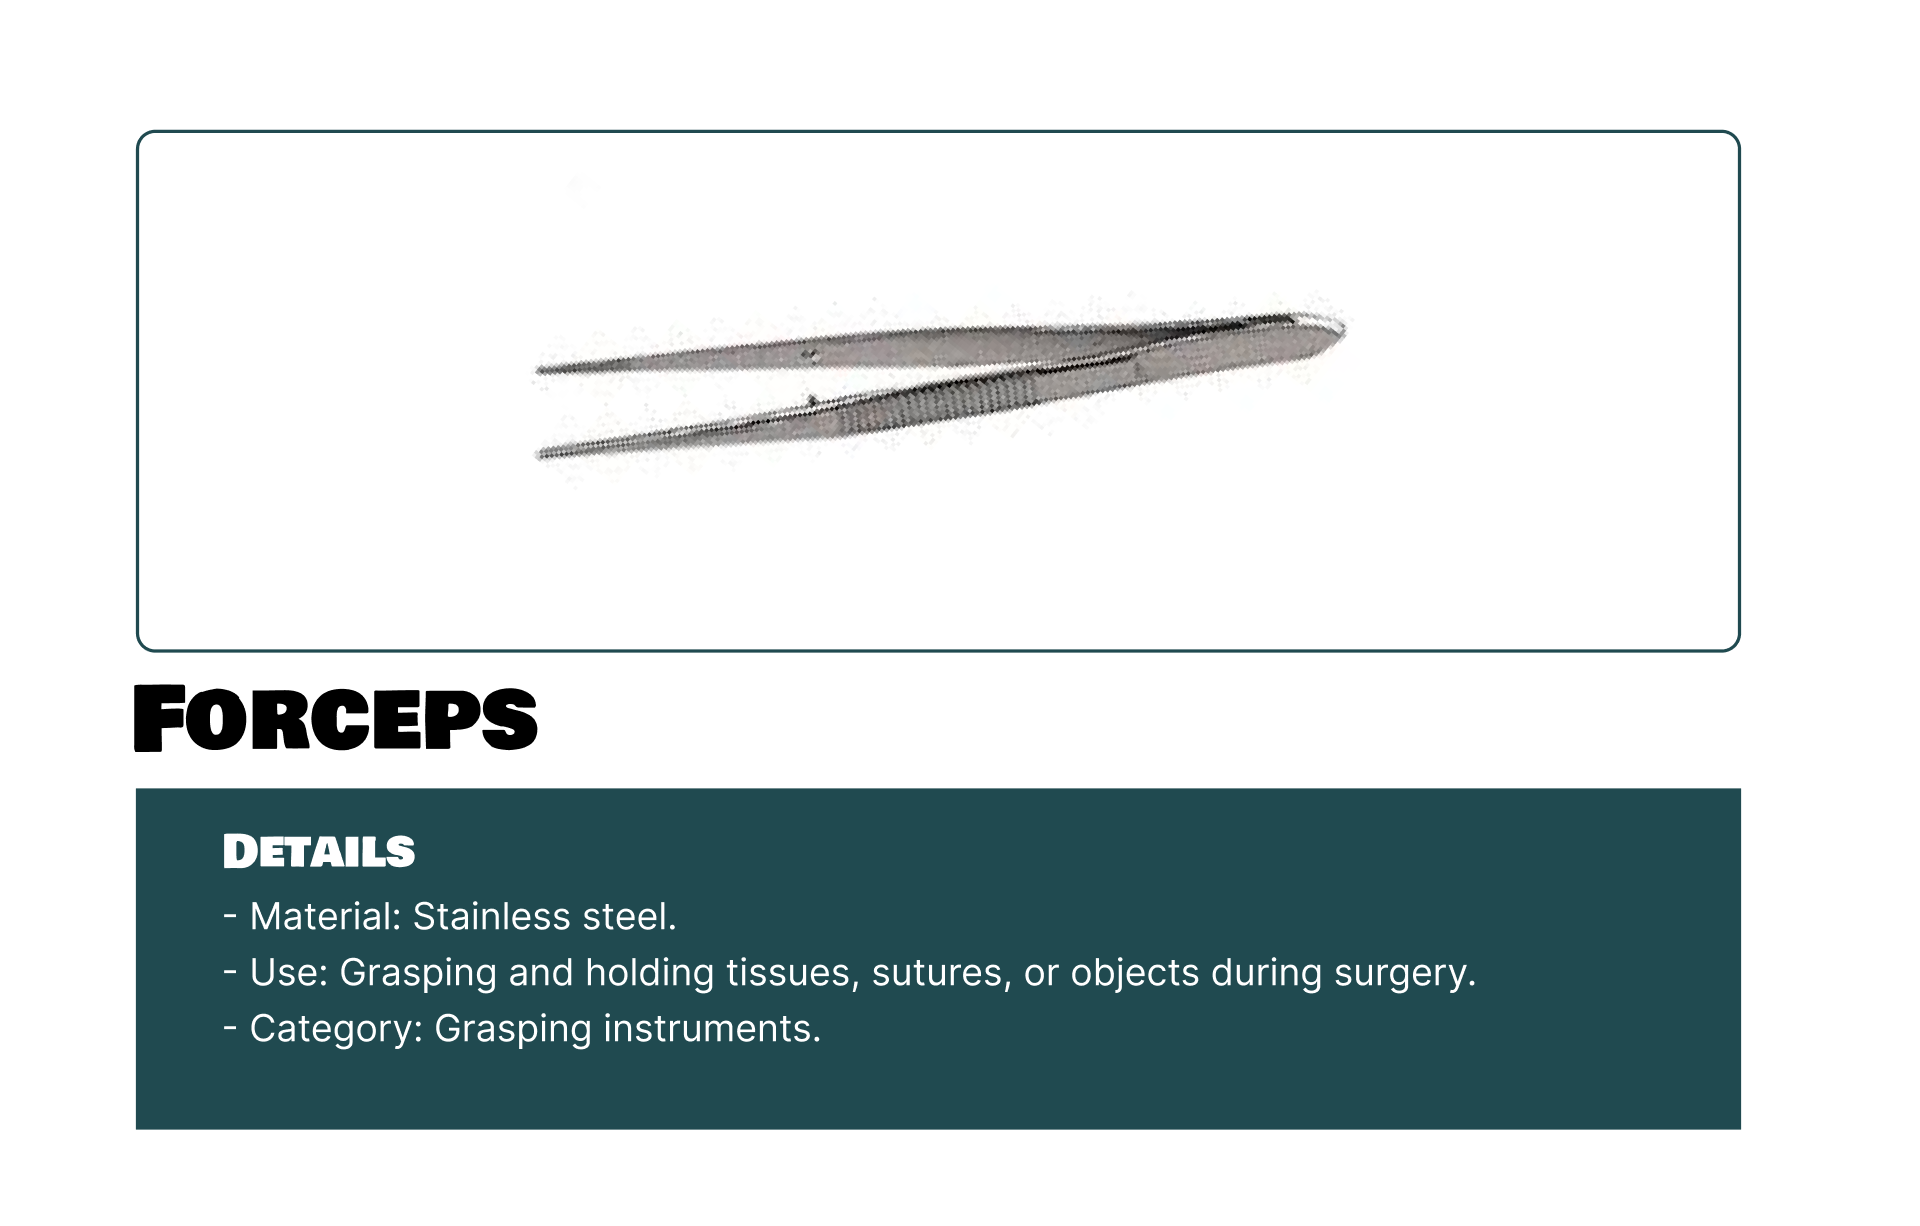 Forceps
Details
- Material: Stainless steel.
- Use: Grasping and holding tissues, sutures, or objects during surgery.
- Category: Grasping instruments.